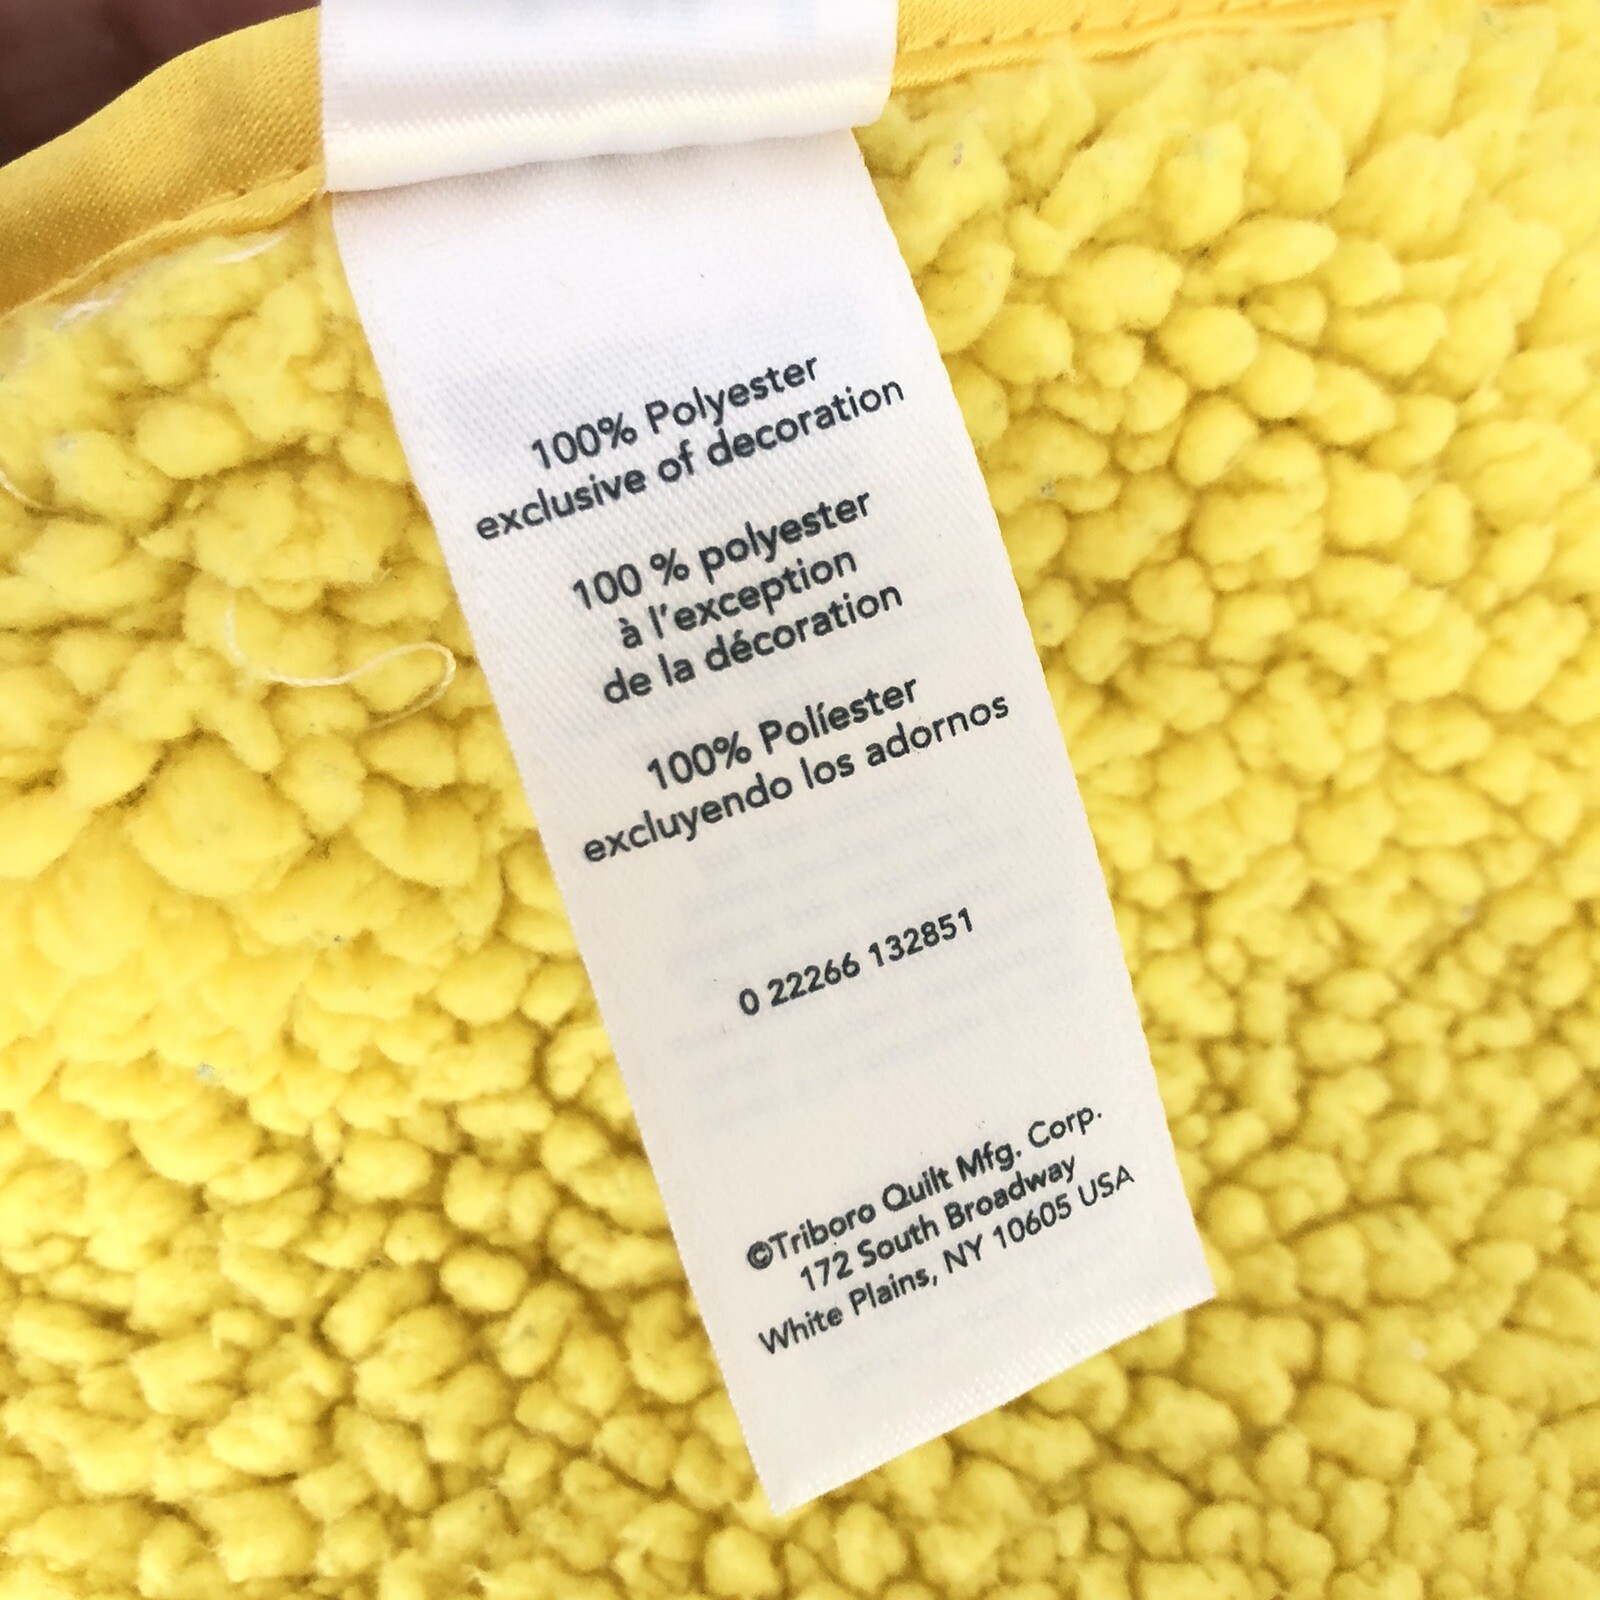 100% Polyester
exclusive of decoration
100 % polyester
à l'exception
de la décoration
100% Políester
excluyendo los adornos
0 22266 132851
©Triboro Quilt Mfg. Corp.
172 South Broadway
White Plains, NY 10605 USA